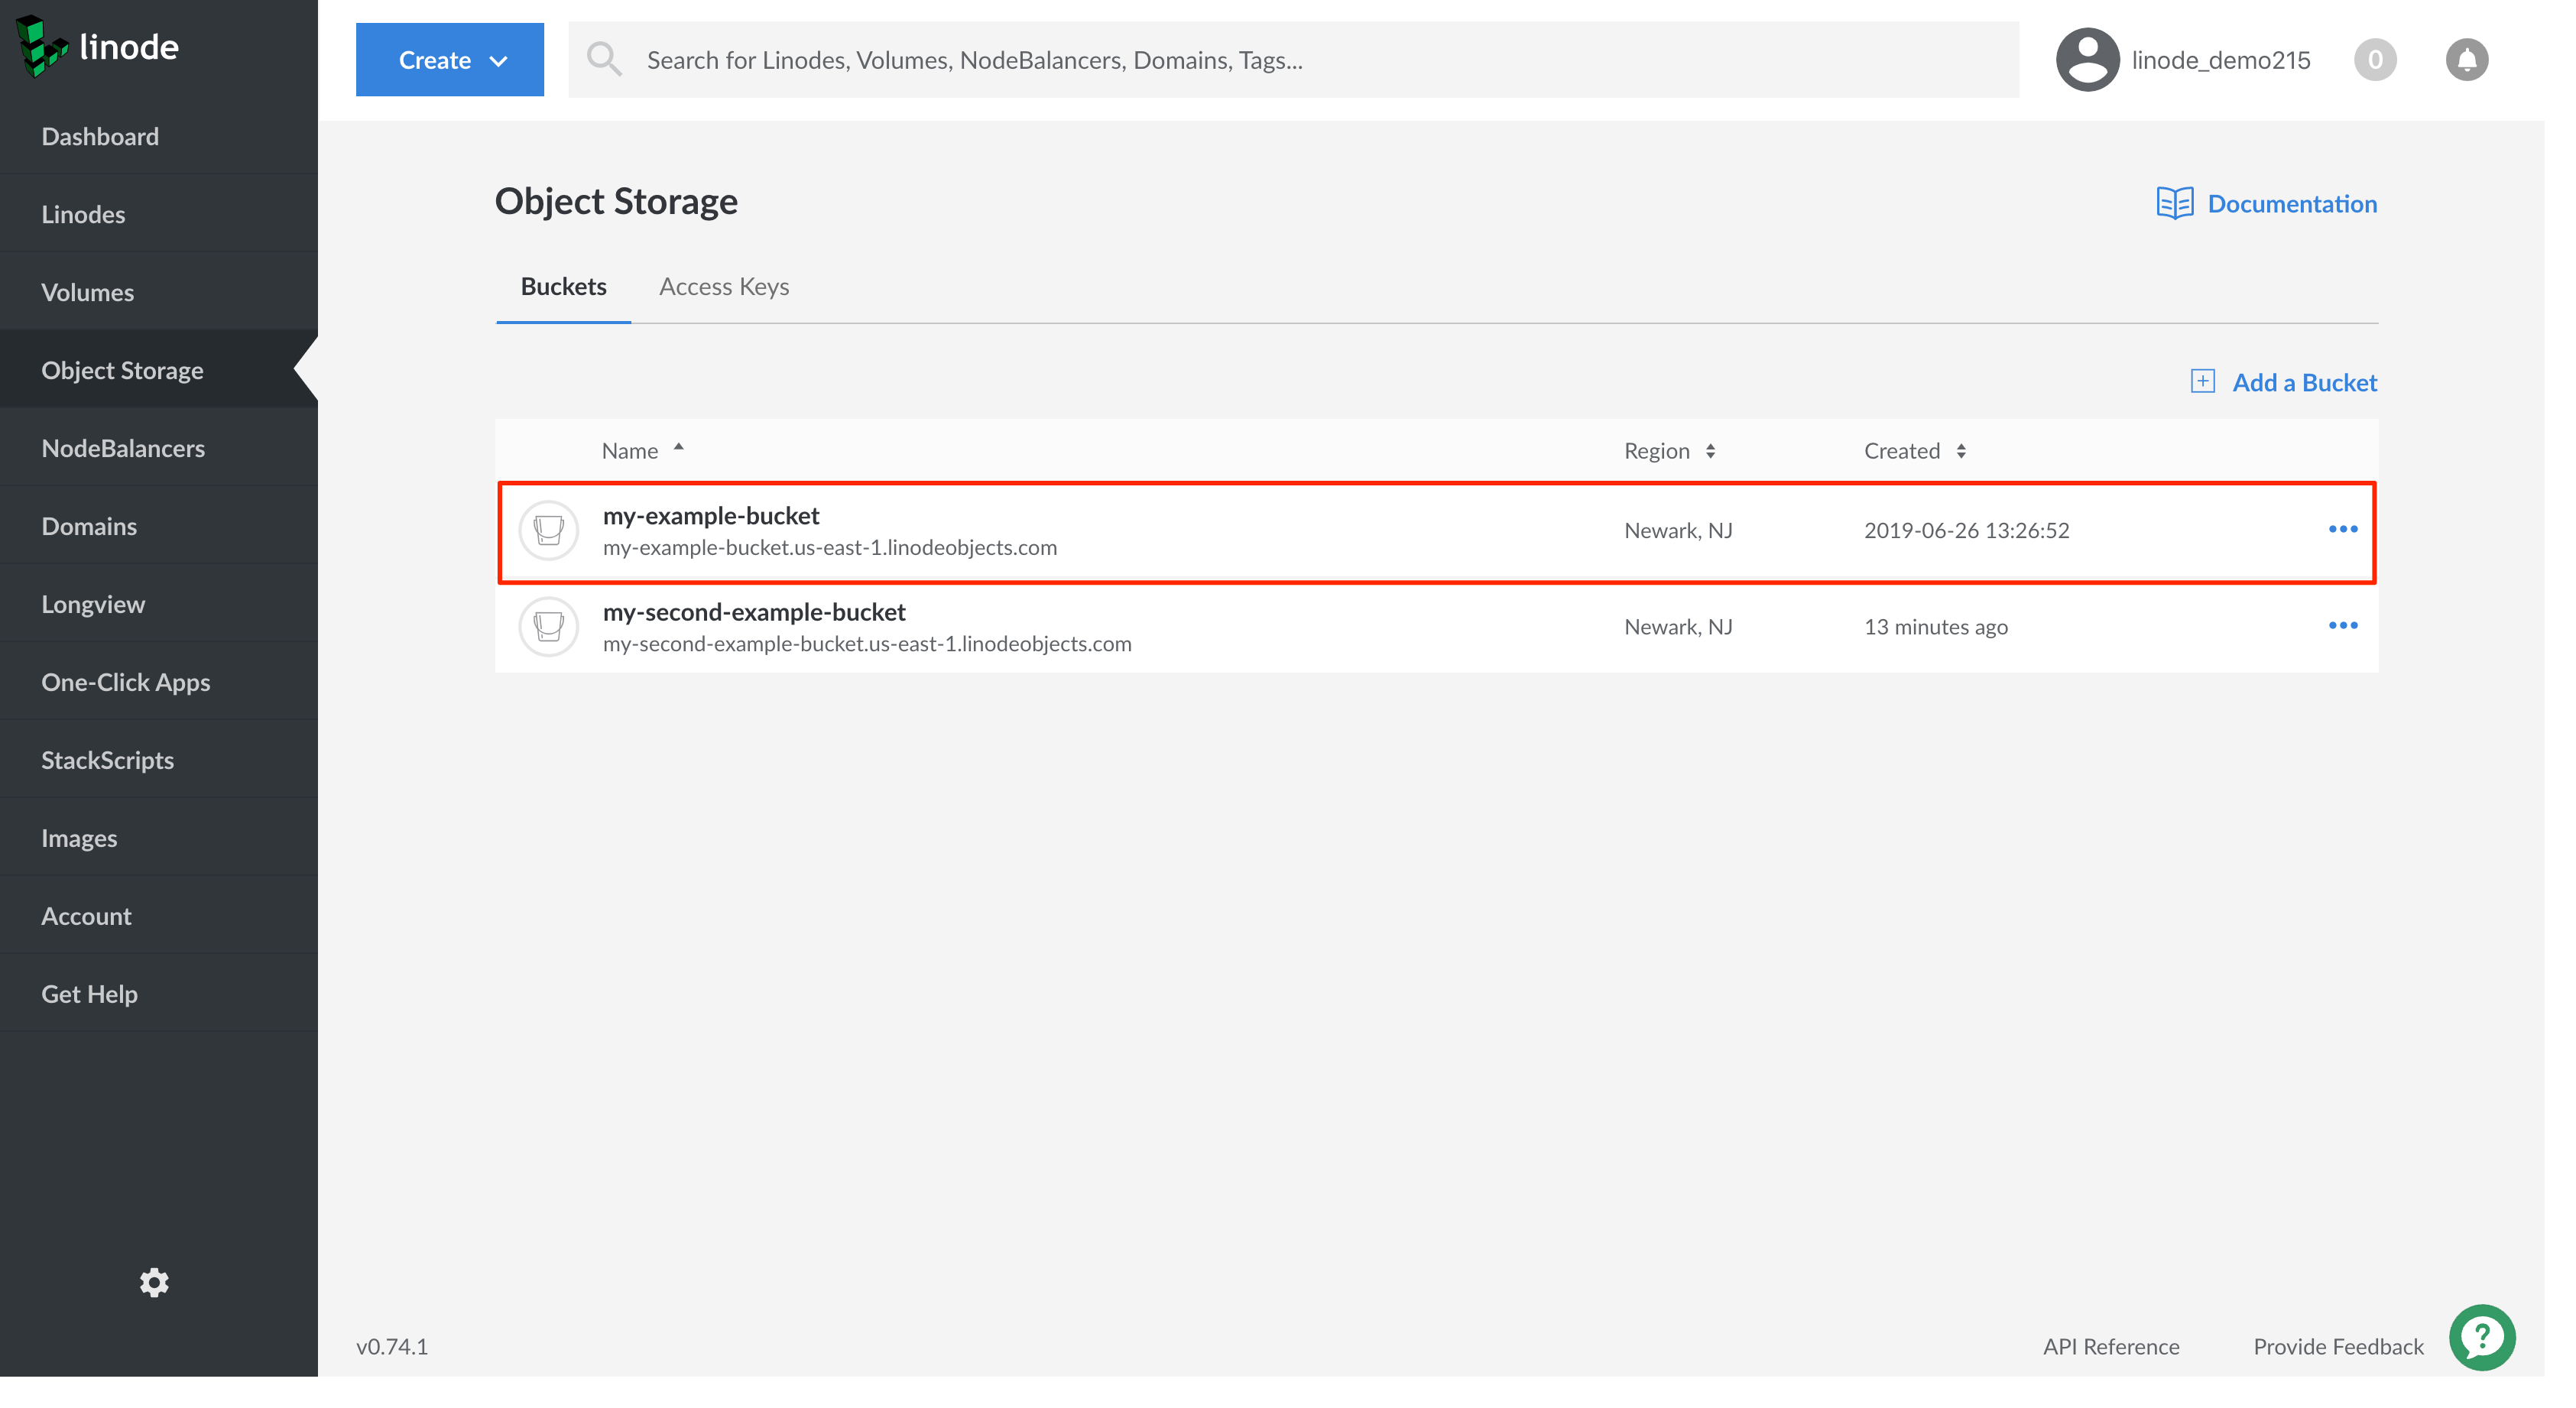 linode
Create
Search for Linodes, Volumes, NodeBalancers, Domains, Tags...
linode_demo215
0
Dashboard
Linodes
Volumes
Object Storage
NodeBalancers
Domains
Longview
One-Click Apps
StackScripts
Images
Account
Get Help
Object Storage
Documentation
Buckets
Access Keys
Add a Bucket
Name
Region
Created
my-example-bucket
my-example-bucket.us-east-1.linodeobjects.com
Newark, NJ
2019-06-26 13:26:52
my-second-example-bucket
my-second-example-bucket.us-east-1.linodeobjects.com
Newark, NJ
13 minutes ago
v0.74.1
API Reference
Provide Feedback
?